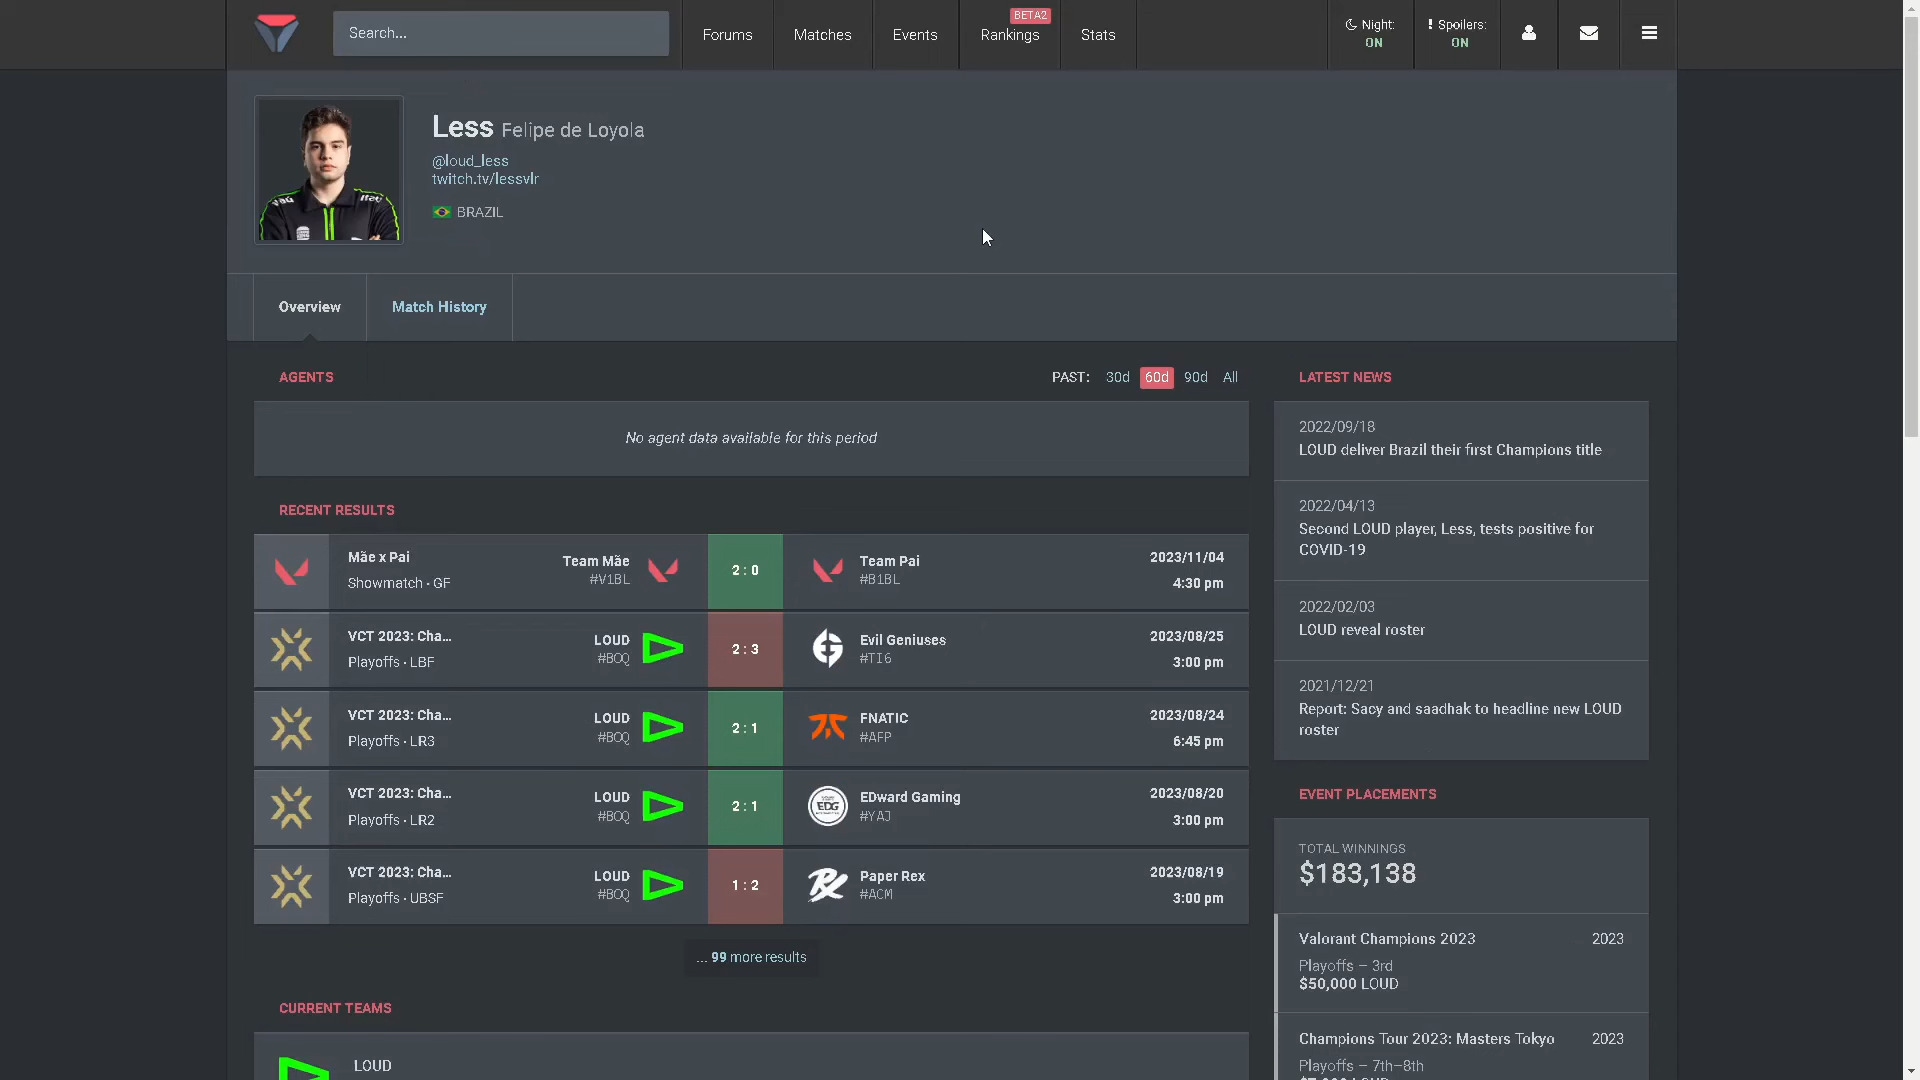 Search...
Forums
Matches
Events
BETA2
Rankings
Stats
Night:
ON
! Spoilers:
ON
Less Felipe de Loyola
@loud_less
twitch.tv/lessvlr
BRAZIL
Overview
Match History
AGENTS
PAST: 30d 60d 90d All
No agent data available for this period
RECENT RESULTS
Mãe x Pai
Showmatch · GF
Team Mãe
#V1BL
2 : 0
Team Pai
#B1BL
2023/11/04
4:30 pm
VCT 2023: Cha...
Playoffs · LBF
LOUD
#BOQ
2 : 3
Evil Geniuses
#TI6
2023/08/25
3:00 pm
VCT 2023: Cha...
Playoffs · LR3
LOUD
#BOQ
2 : 1
FNATIC
#AFP
2023/08/24
6:45 pm
VCT 2023: Cha...
Playoffs · LR2
LOUD
#BOQ
2 : 1
EDG
EDward Gaming
#YAJ
2023/08/20
3:00 pm
VCT 2023: Cha...
Playoffs · UBSF
LOUD
#BOQ
1 : 2
Paper Rex
#ACM
2023/08/19
3:00 pm
... 99 more results
CURRENT TEAMS
LOUD
LATEST NEWS
2022/09/18
LOUD deliver Brazil their first Champions title
2022/04/13
Second LOUD player, Less, tests positive for
COVID-19
2022/02/03
LOUD reveal roster
2021/12/21
Report: Sacy and saadhak to headline new LOUD
roster
EVENT PLACEMENTS
TOTAL WINNINGS
$183,138
Valorant Champions 2023 2023
Playoffs – 3rd
$50,000 LOUD
Champions Tour 2023: Masters Tokyo 2023
Playoffs – 7th–8th